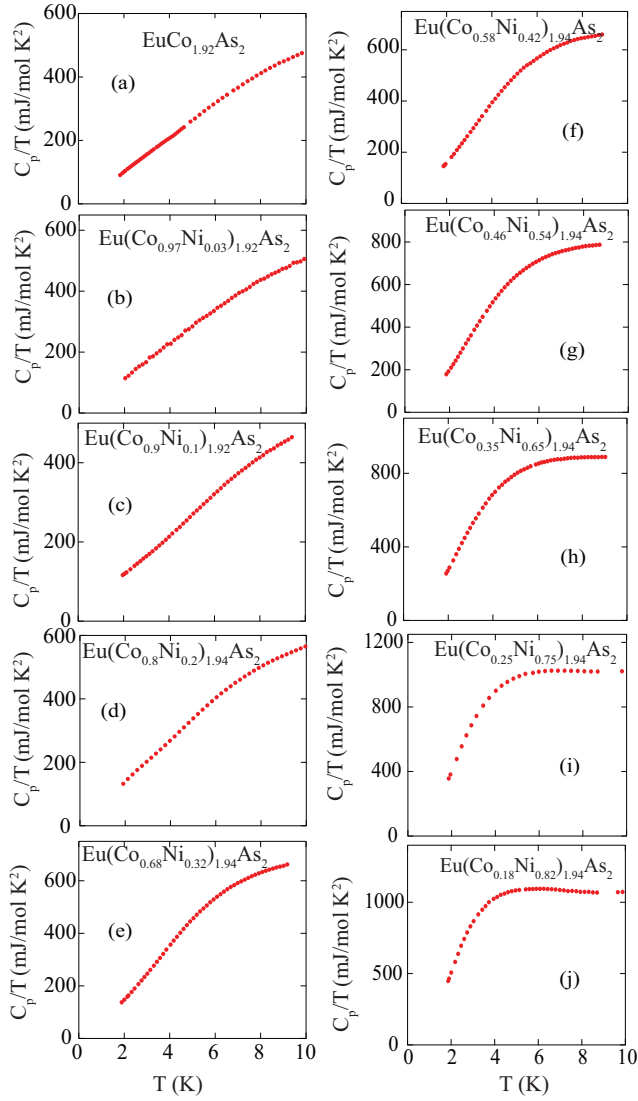 EuCo1.92As2
(a)
Cp/T (mJ/mol K2)
600
400
200
0
Eu(Co0.97Ni0.03)1.92As2
(b)
Cp/T (mJ/mol K2)
600
400
200
0
Eu(Co0.9Ni0.1)1.92As2
(c)
Cp/T (mJ/mol K2)
400
200
0
Eu(Co0.8Ni0.2)1.94As2
(d)
Cp/T (mJ/mol K2)
600
400
200
0
Eu(Co0.68Ni0.32)1.94As2
(e)
Cp/T (mJ/mol K2)
600
400
200
0
0 2 4 6 8 10
T (K)
Eu(Co0.58Ni0.42)1.94As2
(f)
Cp/T (mJ/mol K2)
600
400
200
0
Eu(Co0.46Ni0.54)1.94As2
(g)
Cp/T (mJ/mol K2)
800
600
400
200
0
Eu(Co0.35Ni0.65)1.94As2
(h)
Cp/T (mJ/mol K2)
800
400
0
Eu(Co0.25Ni0.75)1.94As2
(i)
Cp/T (mJ/mol K2)
1200
800
400
0
Eu(Co0.18Ni0.82)1.94As2
(j)
Cp/T (mJ/mol K2)
1000
500
0
0 2 4 6 8 10
T (K)